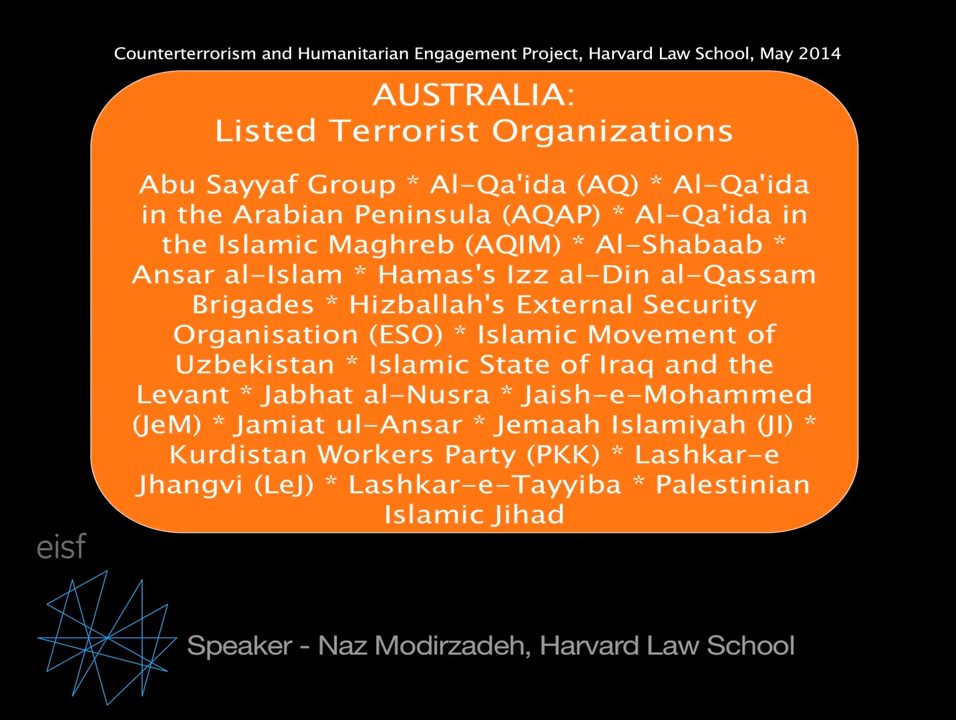 Counterterrorism and Humanitarian Engagement Project, Harvard Law School, May 2014
AUSTRALIA:
Listed Terrorist Organizations
Abu Sayyaf Group * Al-Qa'ida (AQ) * Al-Qa'ida
in the Arabian Peninsula (AQAP) * Al-Qa'ida in
the Islamic Maghreb (AQIM) * Al-Shabaab *
Ansar al-Islam * Hamas's Izz al-Din al-Qassam
Brigades * Hizballah's External Security
Organisation (ESO) * Islamic Movement of
Uzbekistan * Islamic State of Iraq and the
Levant * Jabhat al-Nusra * Jaish-e-Mohammed
(JeM) * Jamiat ul-Ansar * Jemaah Islamiyah (JI) *
Kurdistan Workers Party (PKK) * Lashkar-e
Jhangvi (LeJ) * Lashkar-e-Tayyiba * Palestinian
Islamic Jihad
eisf
Speaker - Naz Modirzadeh, Harvard Law School